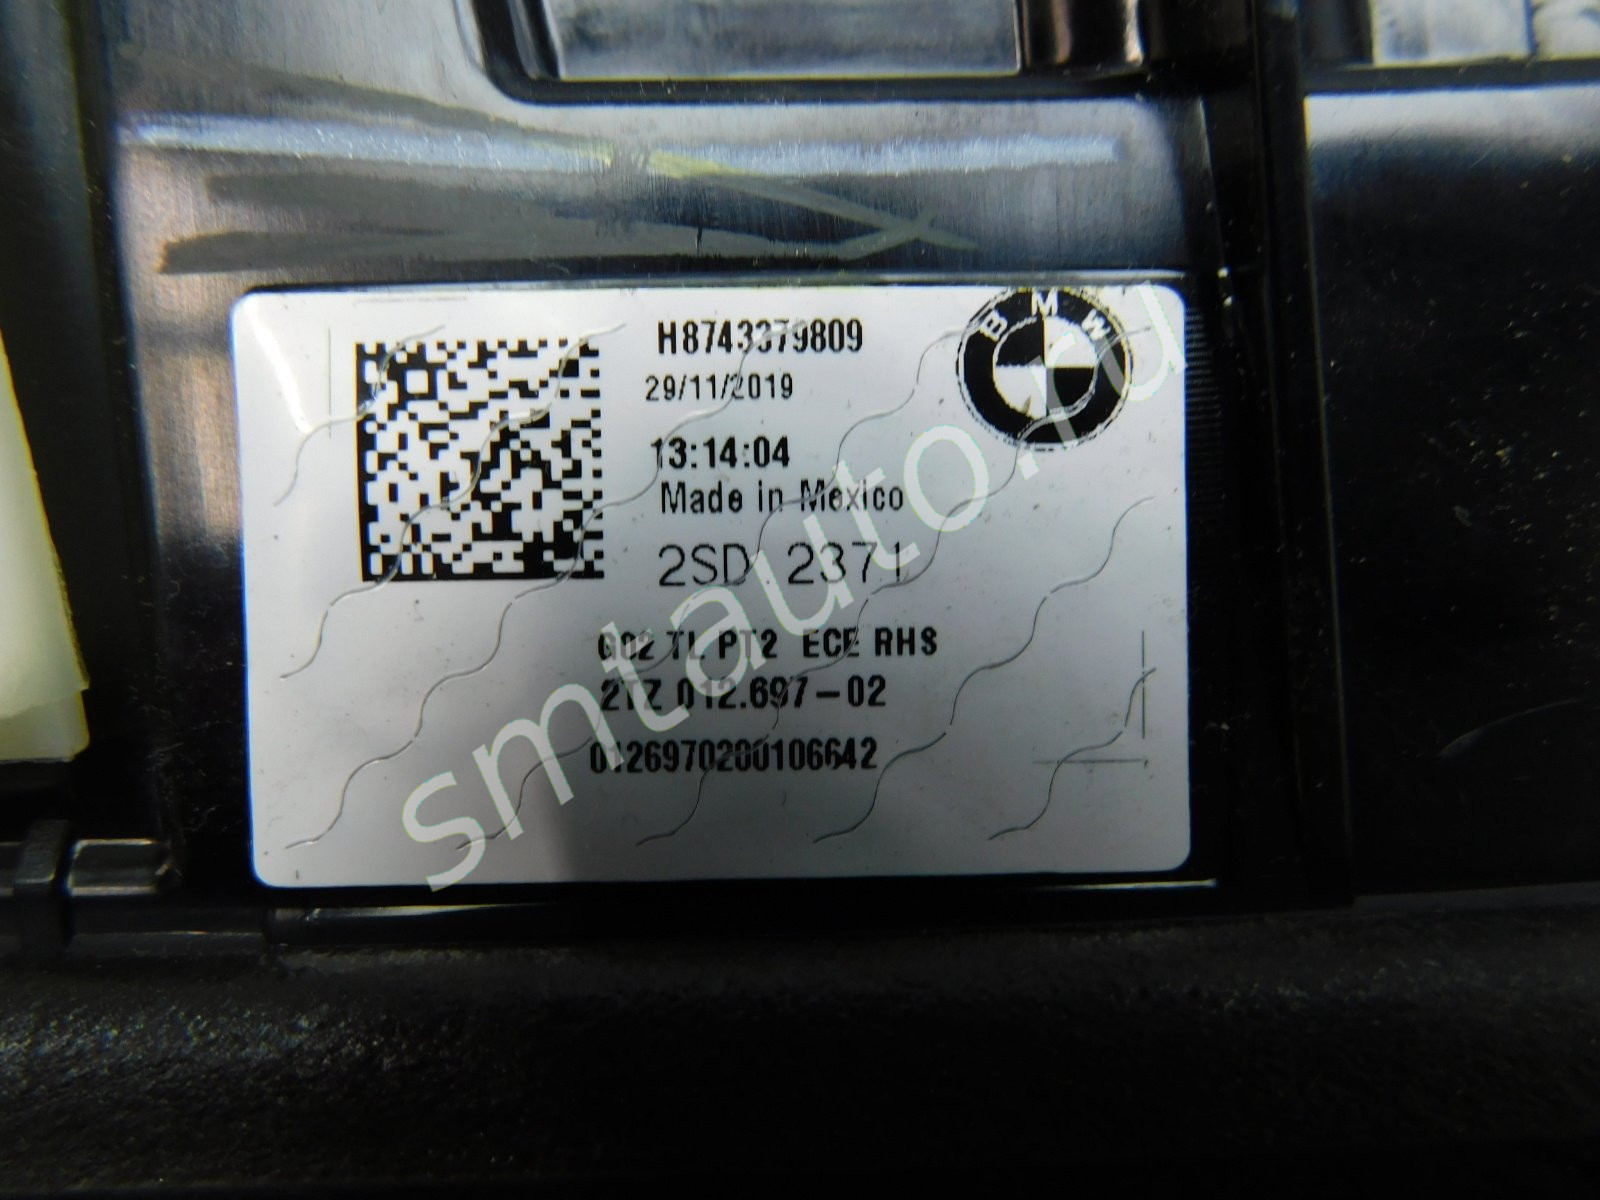 H8743379809
BMW
29/11/2019
13:14:04
Made in Mexico
2SD 2371
G02 TL PT2 ECE RHS
2TZ 012.697-02
0126970200106642
smtauto.ru